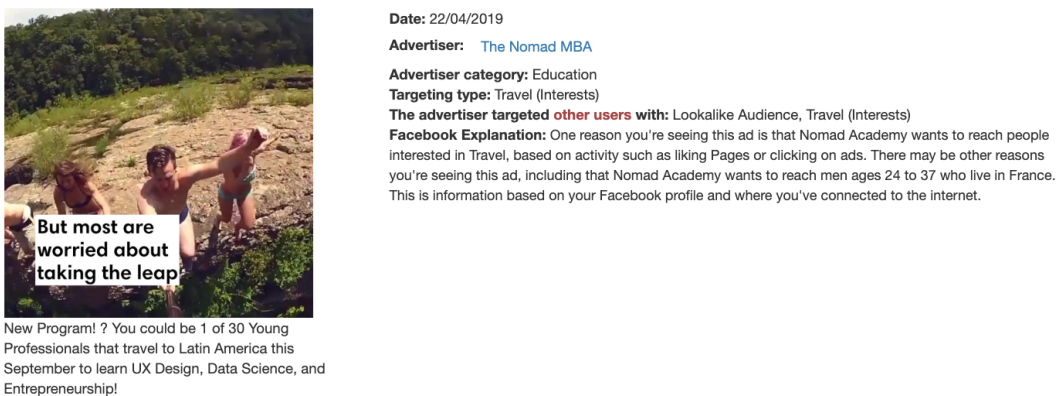 But most are
worried about
taking the leap
New Program! ? You could be 1 of 30 Young
Professionals that travel to Latin America this
September to learn UX Design, Data Science, and
Entrepreneurship!
Date: 22/04/2019
Advertiser: The Nomad MBA
Advertiser category: Education
Targeting type: Travel (Interests)
The advertiser targeted other users with: Lookalike Audience, Travel (Interests)
Facebook Explanation: One reason you're seeing this ad is that Nomad Academy wants to reach people
interested in Travel, based on activity such as liking Pages or clicking on ads. There may be other reasons
you're seeing this ad, including that Nomad Academy wants to reach men ages 24 to 37 who live in France.
This is information based on your Facebook profile and where you've connected to the internet.